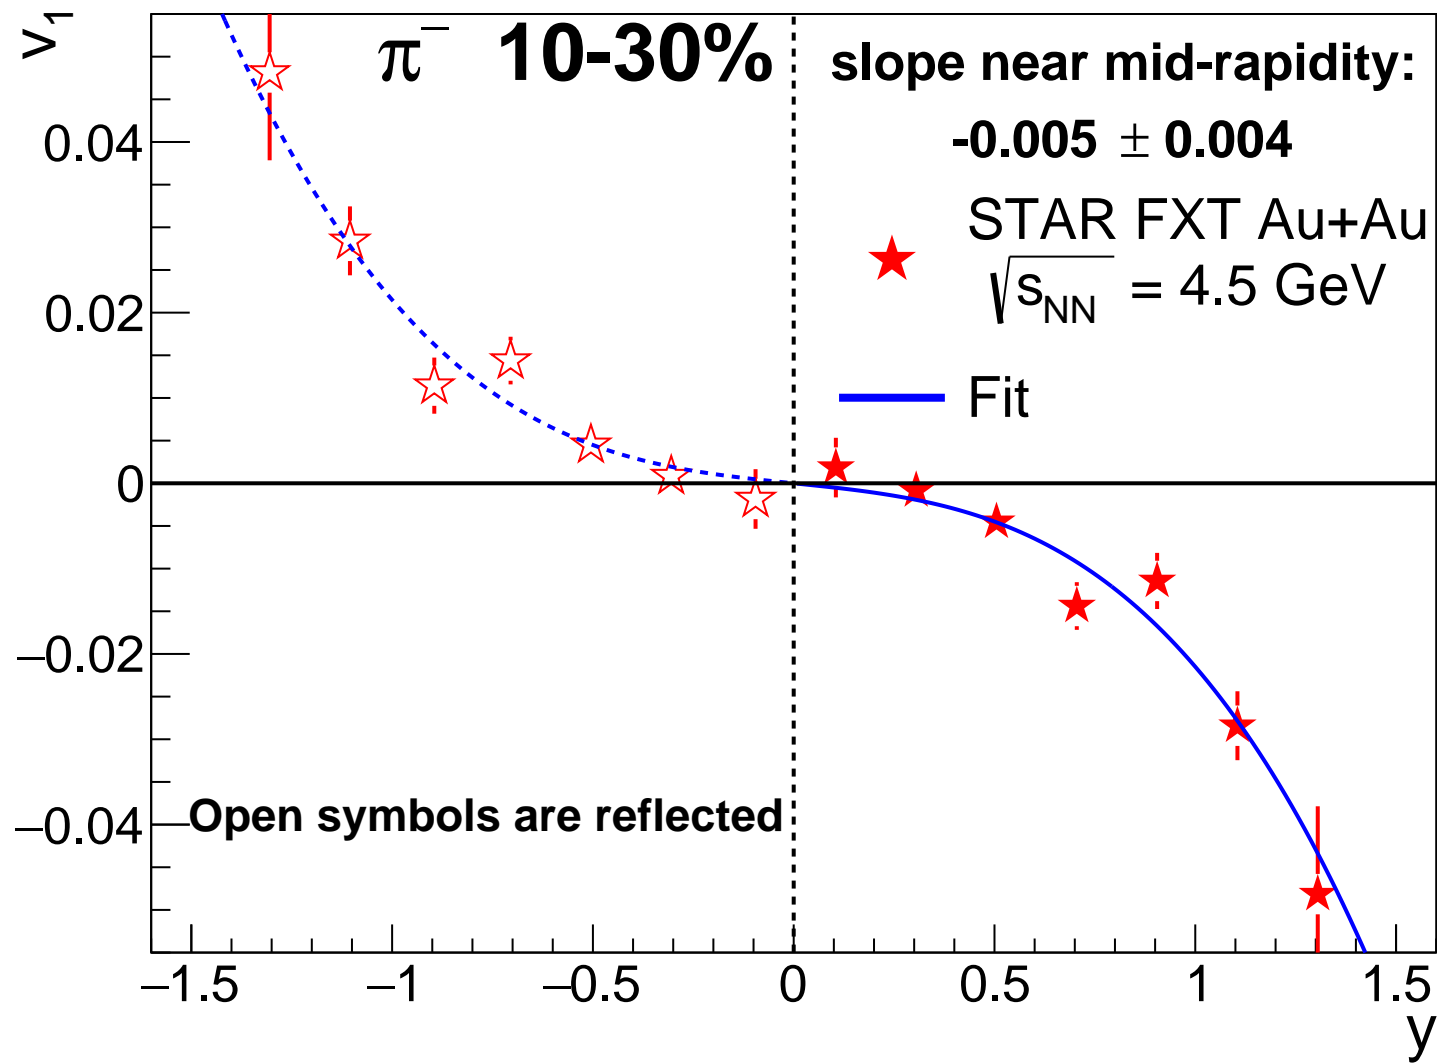 v₁
π⁻ 10-30%
slope near mid-rapidity:
-0.005 ± 0.004
STAR FXT Au+Au
√sNN = 4.5 GeV
Fit
0.04
0.02
0
−0.02
−0.04
Open symbols are reflected
−1.5 −1 −0.5 0 0.5 1 1.5
y